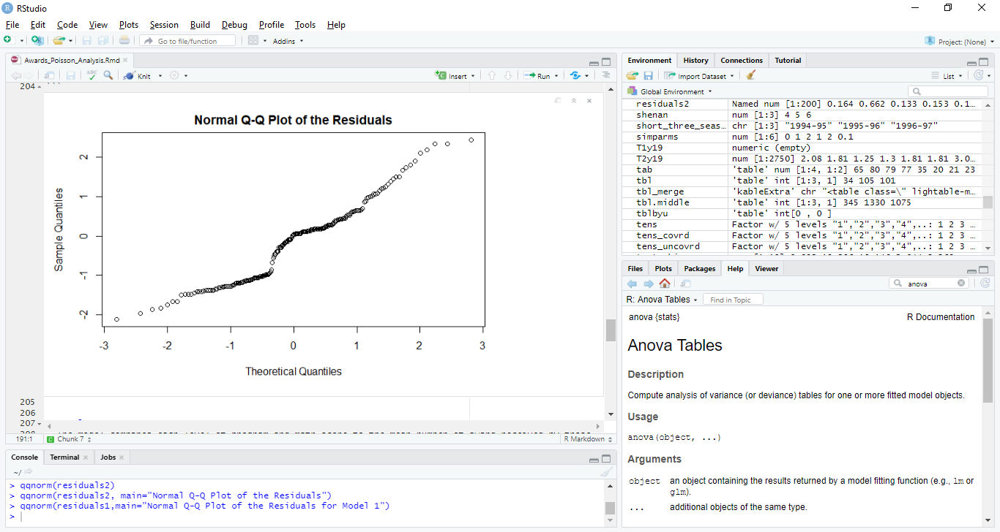 RStudio
File Edit Code View Plots Session Build Debug Profile Tools Help
Go to file/function Addins Project: (None)
Awards_Poisson_Analysis.Rmd
ABC Knit Insert Run
204 ```
Normal Q-Q Plot of the Residuals
Sample Quantiles
2
1
0
-1
-2
-3 -2 -1 0 1 2 3
Theoretical Quantiles
205
206
207
191:1 Chunk 7 R Markdown
Console Terminal Jobs
~/
> qqnorm(residuals2)
> qqnorm(residuals2, main="Normal Q-Q Plot of the Residuals")
> qqnorm(residuals1,main="Normal Q-Q Plot of the Residuals for Model 1")
>
Environment History Connections Tutorial
Import Dataset List
Global Environment
residuals2 Named num [1:200] 0.164 0.662 0.133 0.153 0.1…
shenan num [1:3] 4 5 6
short_three_seas… chr [1:3] "1994-95" "1995-96" "1996-97"
simparms num [1:6] 0 1 2 1 2 0.1
T1y19 numeric (empty)
T2y19 num [1:2750] 2.08 1.81 1.25 1.3 1.81 1.81 3.0…
tab 'table' num [1:4, 1:2] 65 80 79 77 35 20 21 23
tbl 'table' int [1:3, 1] 34 105 101
tbl_merge 'kableExtra' chr "<table class=\" lightable-m…
tbl.middle 'table' int [1:3, 1] 345 1330 1075
tblbyu 'table' int[0 , 0 ]
tens Factor w/ 5 levels "1","2","3","4",..: 1 2 3 …
tens_covrd Factor w/ 5 levels "1","2","3","4",..: 1 2 3 …
tens_uncovrd Factor w/ 5 levels "1","2","3","4",..: 1 2 3 …
Files Plots Packages Help Viewer
anova
R: Anova Tables Find in Topic
anova {stats} R Documentation
Anova Tables
Description
Compute analysis of variance (or deviance) tables for one or more fitted model objects.
Usage
anova(object, ...)
Arguments
object an object containing the results returned by a model fitting function (e.g., lm or
glm).
... additional objects of the same type.